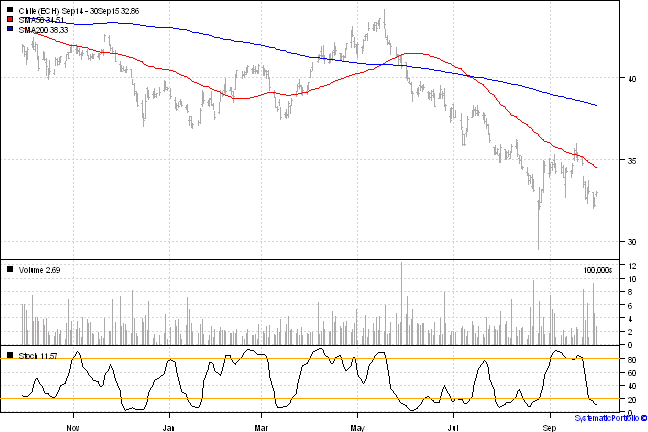 Chile (ECH) Sep14 - 30Sep15 32.86
SMA50 34.51
SMA200 38.33
40
35
30
Volume 2.69
100,000s
12
10
8
6
4
2
0
Stoch 11.57
80
60
40
20
0
Nov
Jan
Mar
May
Jul
Sep
SystematicPortfolio ©